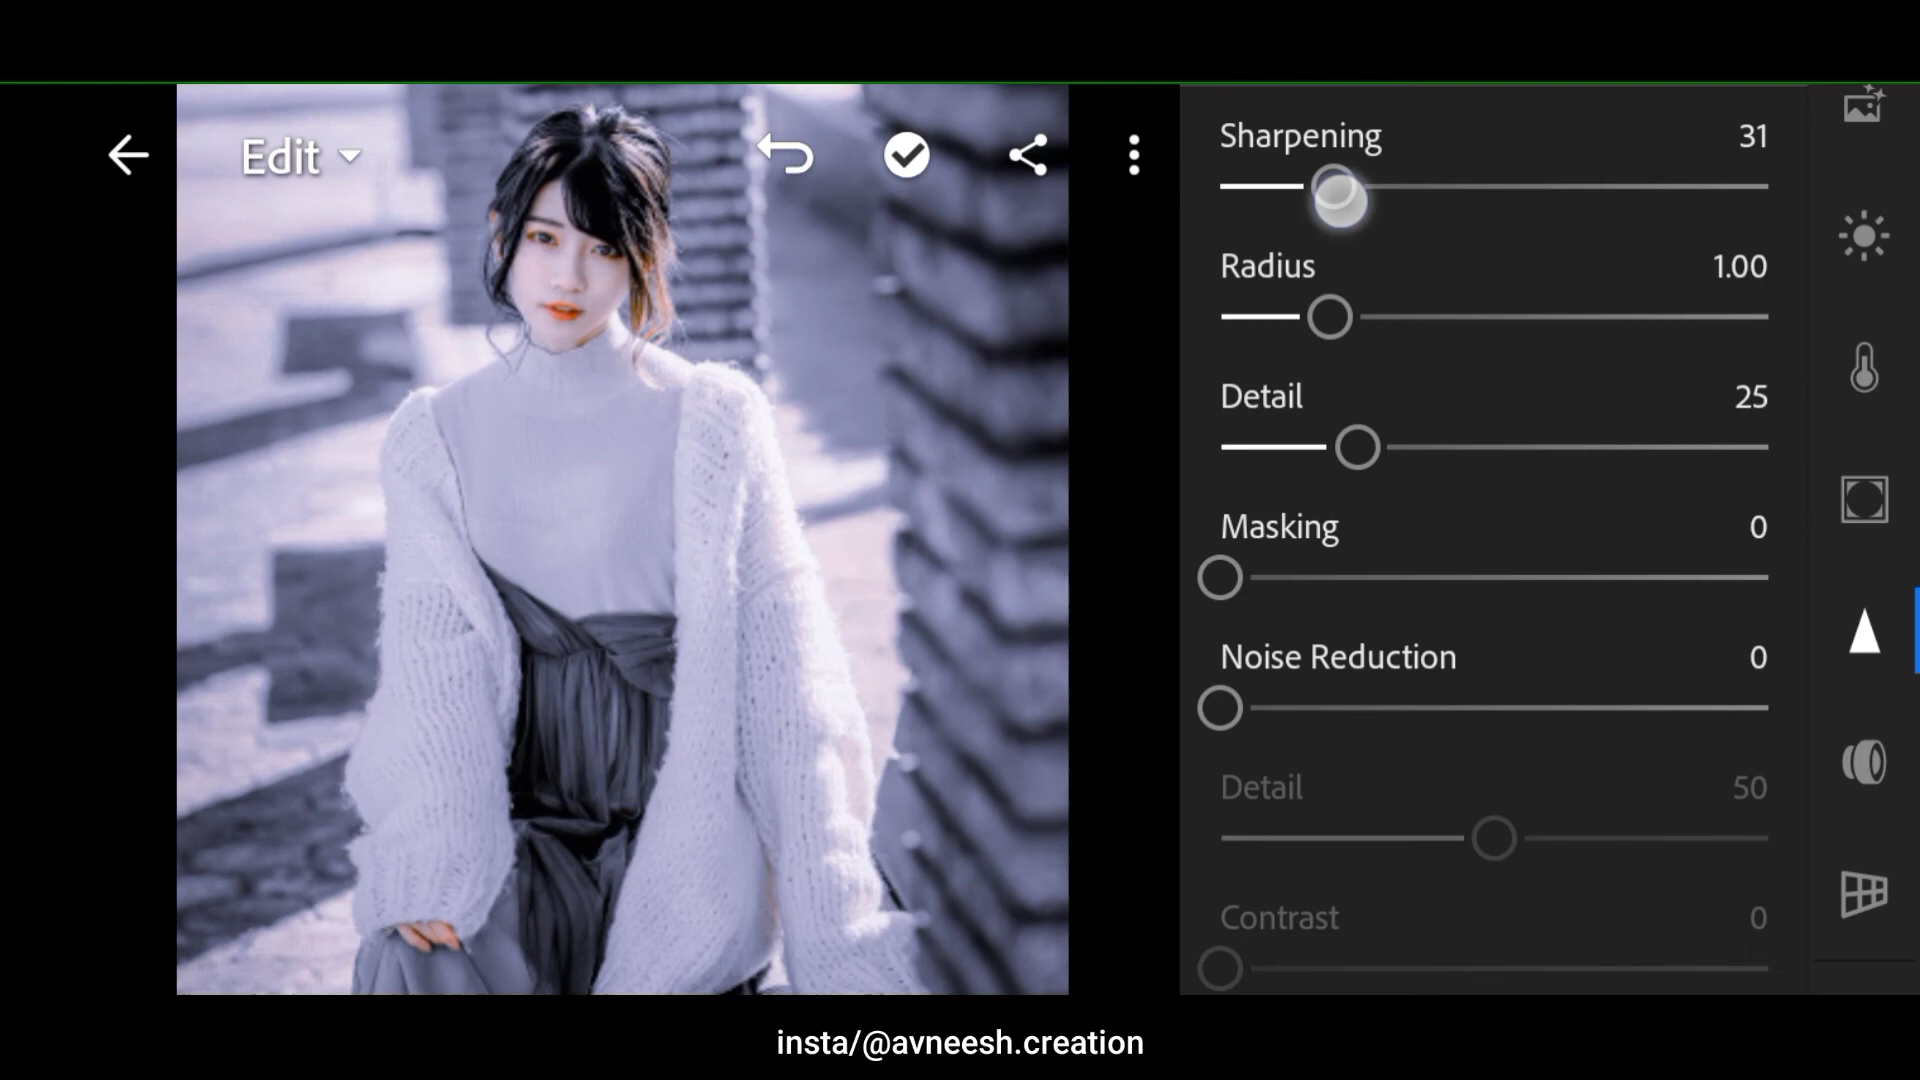 Edit
Sharpening 31
Radius 1.00
Detail 25
Masking 0
Noise Reduction 0
Detail 50
Contrast 0
insta/@avneesh.creation